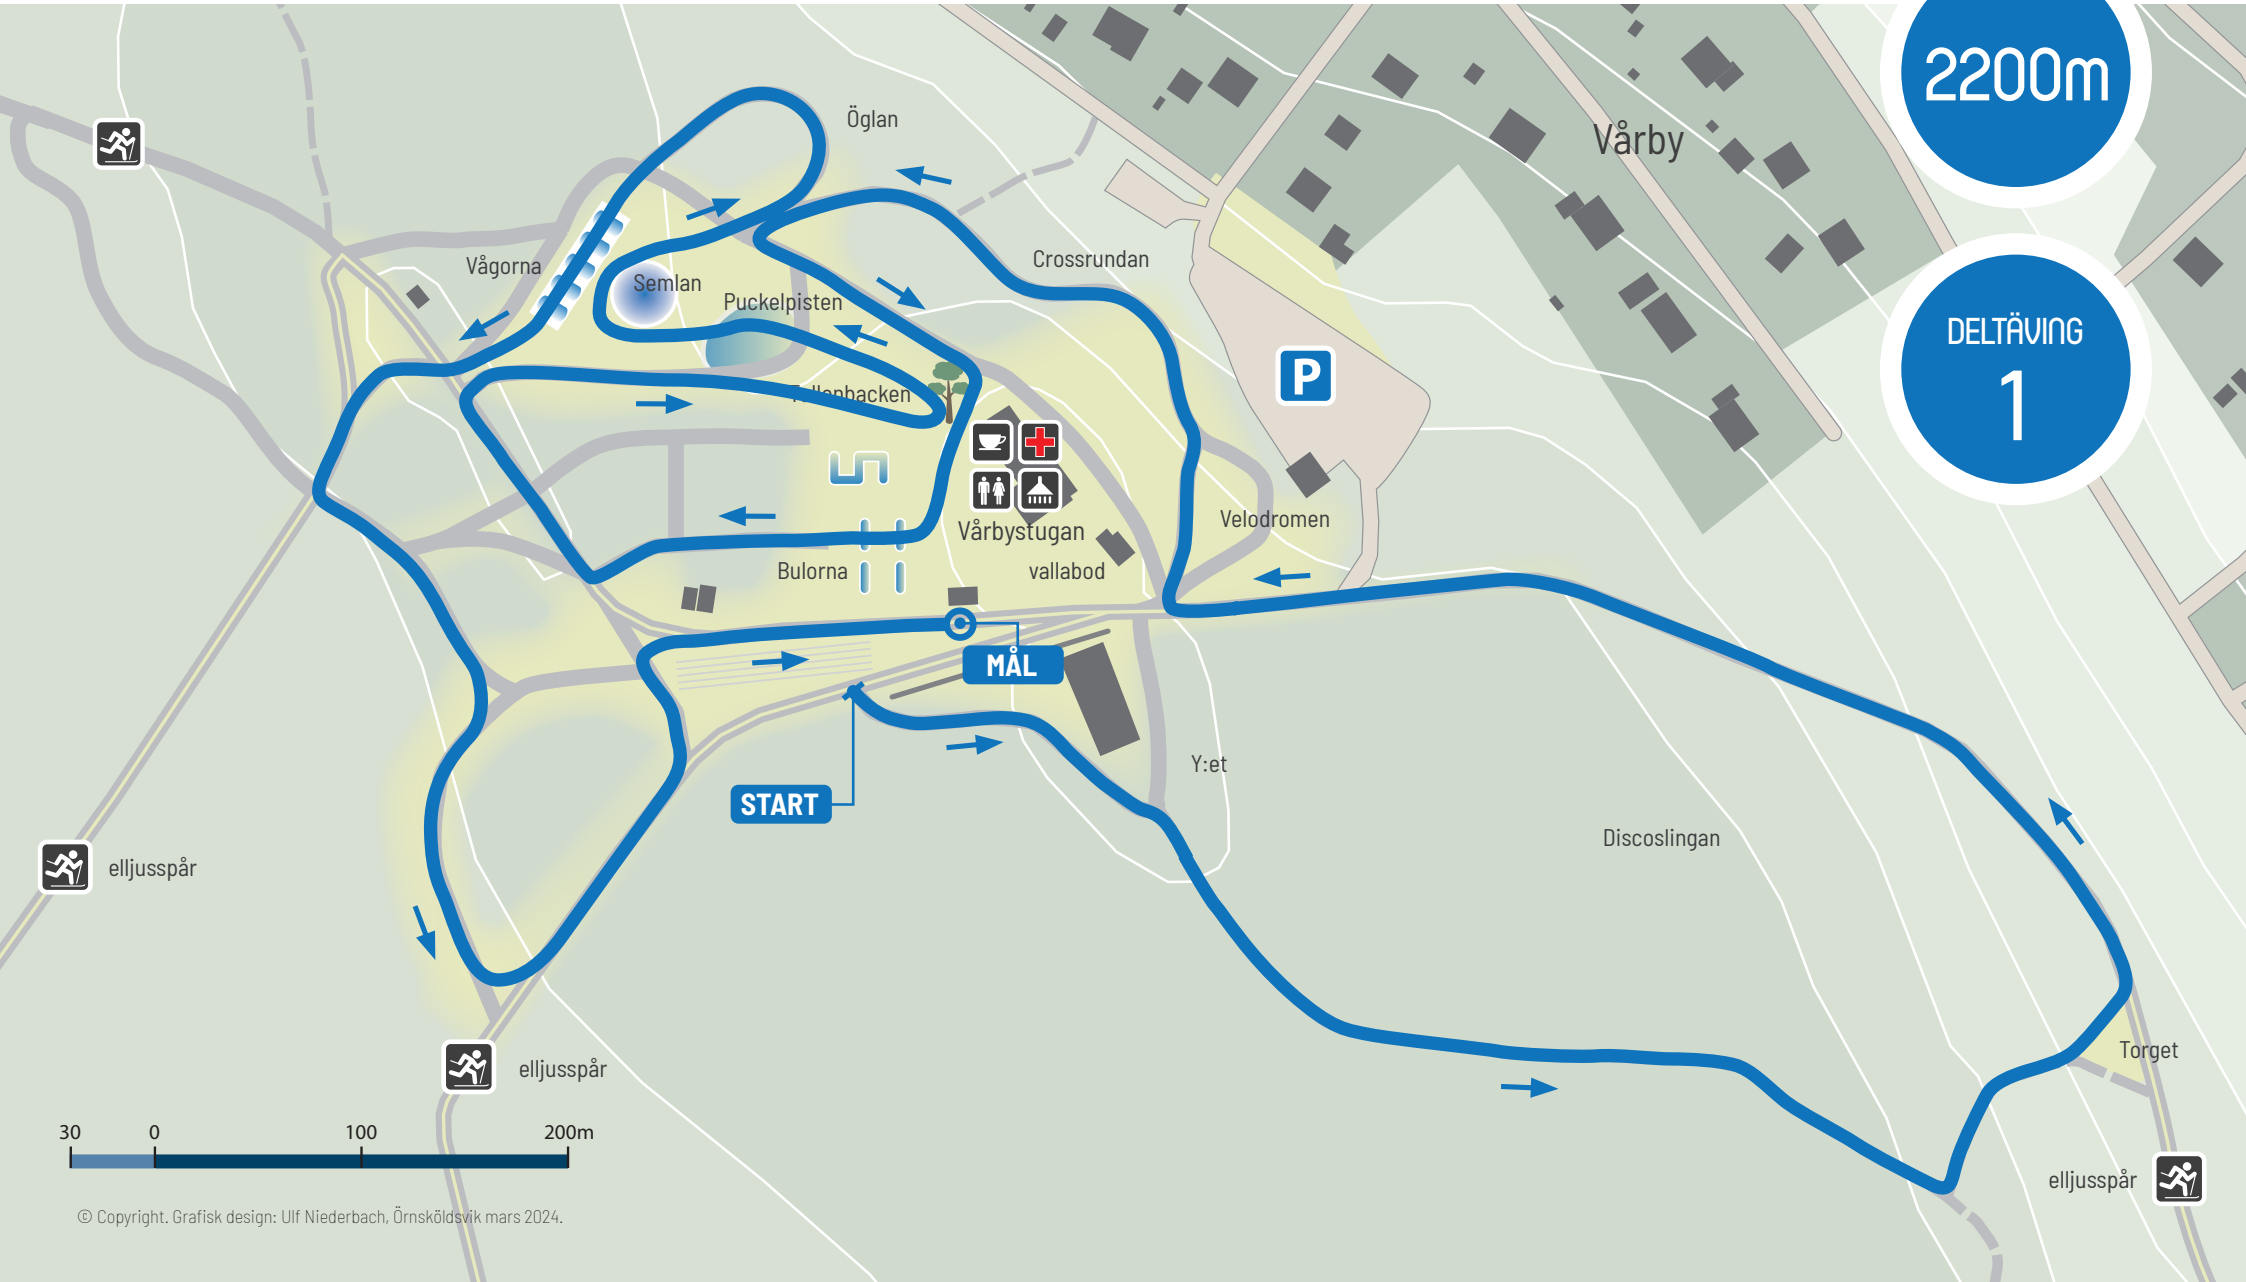 2200m
Öglan
Vårby
Crossrundan
Vågorna
Semlan
Puckelpisten
DELTÄVING
1
P
Tallenbacken
Velodromen
Vårbystugan
Bulorna
vallabod
MÅL
Y:et
START
Discoslingan
elljusspår
Torget
elljusspår
elljusspår
30 0 100 200m
© Copyright. Grafisk design: Ulf Niederbach, Örnsköldsvik mars 2024.